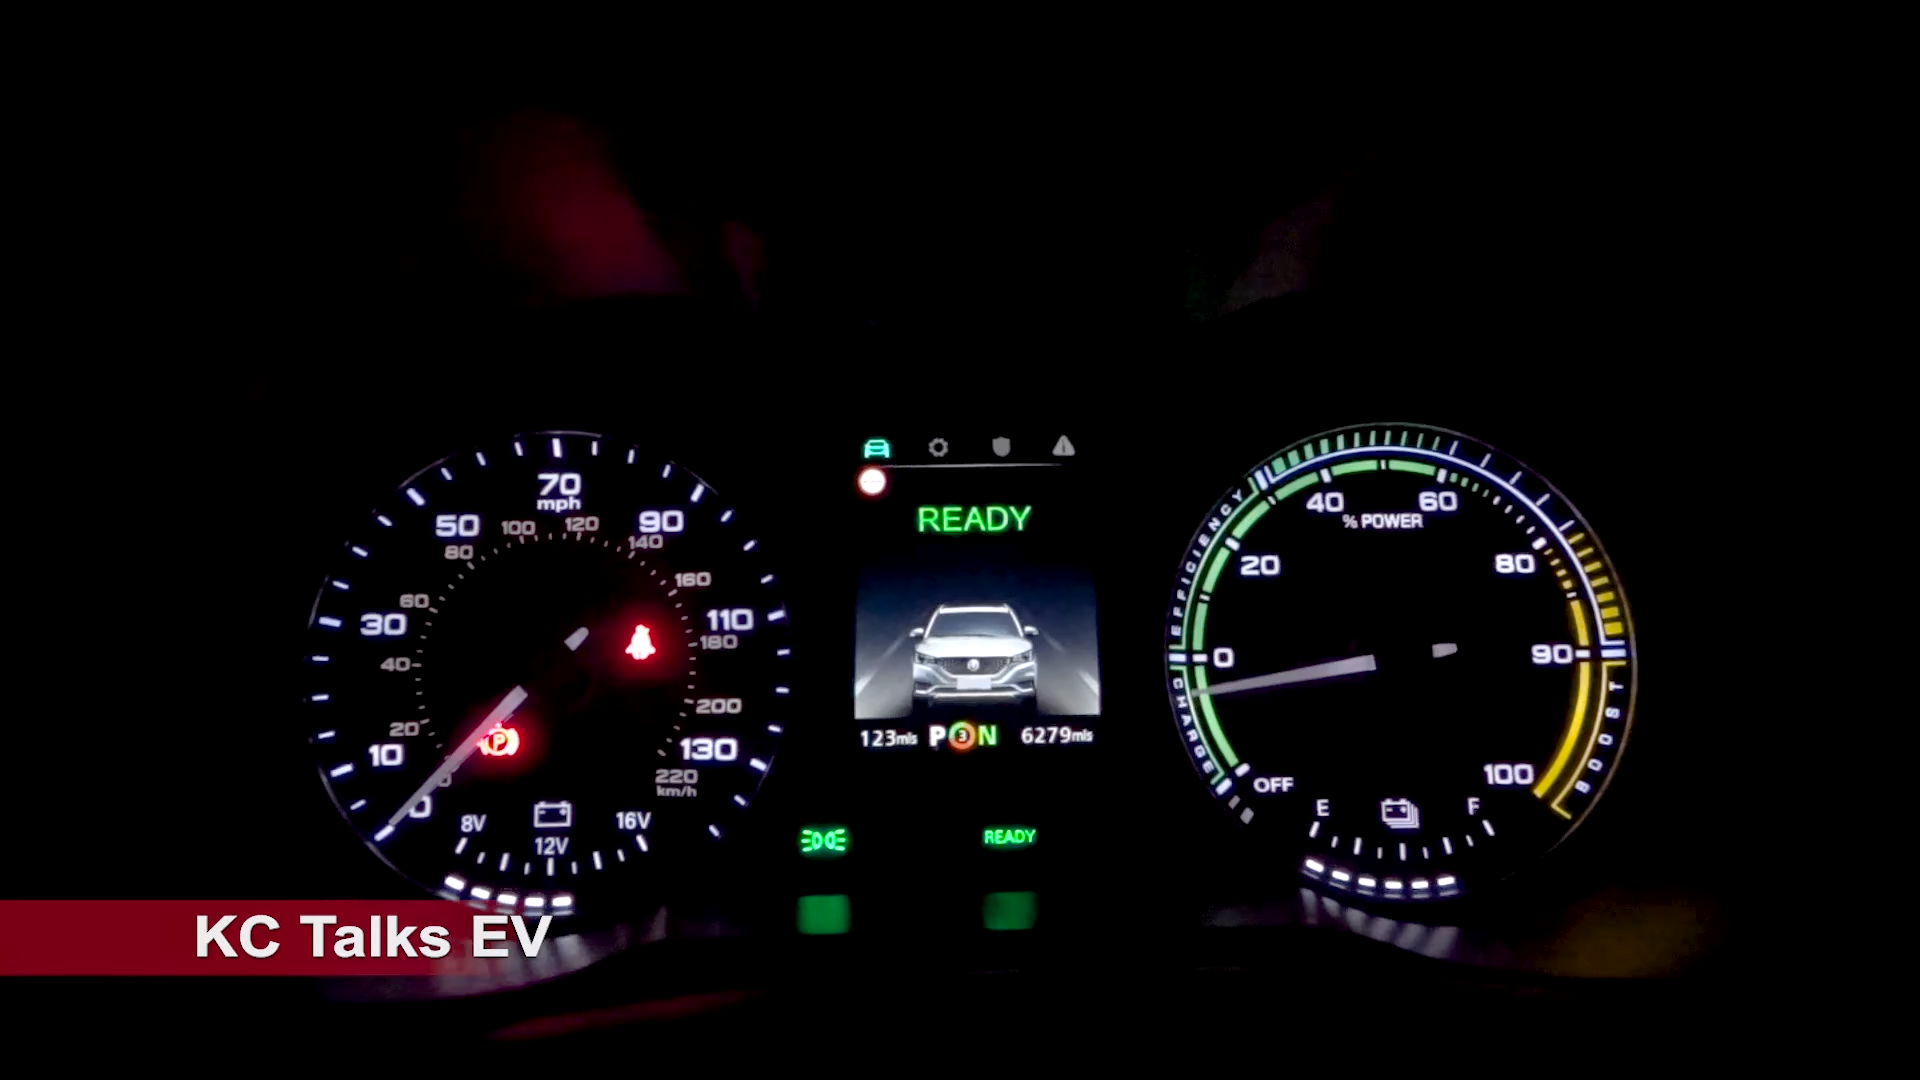 70
mph
50 100 120 90
80 140
60 160
30 110
40 180
20 200
10 130
0 220
km/h
0
8V 16V
12V
READY
123mls P 3 N 6279mls
READY
EFFICIENCY
40 60
% POWER
20 80
0 90
CHARGE BOOST
OFF 100
E F
KC Talks EV